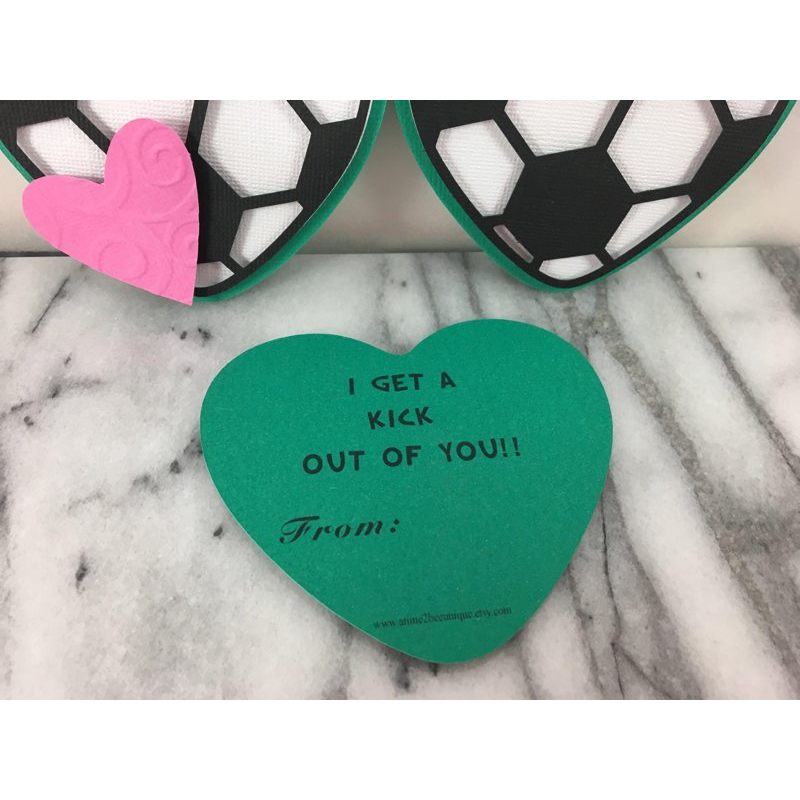 I GET A
KICK
OUT OF YOU!!
From:
www.atime2beeunique.etsy.com